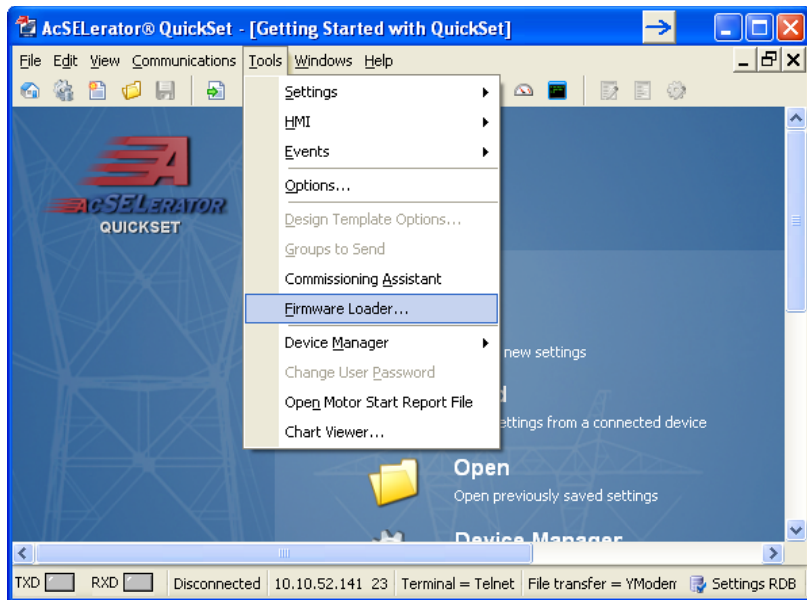 AcSELerator® QuickSet - [Getting Started with QuickSet]
File Edit View Communications Tools Windows Help
Settings
HMI
Events
Options...
Design Template Options...
Groups to Send
Commissioning Assistant
Firmware Loader...
Device Manager
Change User Password
Open Motor Start Report File
Chart Viewer...
ACSELERATOR
QUICKSET
new settings
ettings from a connected device
Open
Open previously saved settings
Device Manager
TXD RXD Disconnected 10.10.52.141 23 Terminal = Telnet File transfer = YModem Settings RDB